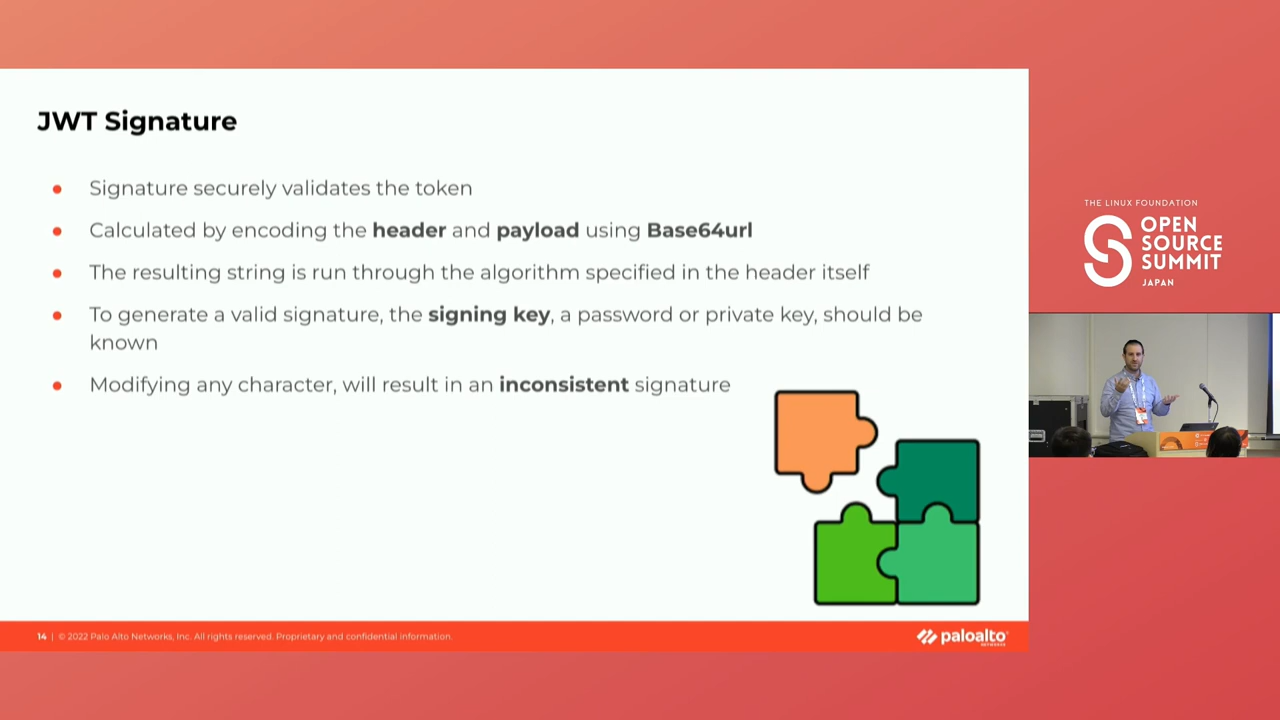 JWT Signature
Signature securely validates the token
Calculated by encoding the header and payload using Base64url
The resulting string is run through the algorithm specified in the header itself
To generate a valid signature, the signing key, a password or private key, should be
known
Modifying any character, will result in an inconsistent signature
14 | © 2022 Palo Alto Networks, Inc. All rights reserved. Proprietary and confidential information.
paloalto
NETWORKS
THE LINUX FOUNDATION
OPEN
SOURCE
SUMMIT
JAPAN